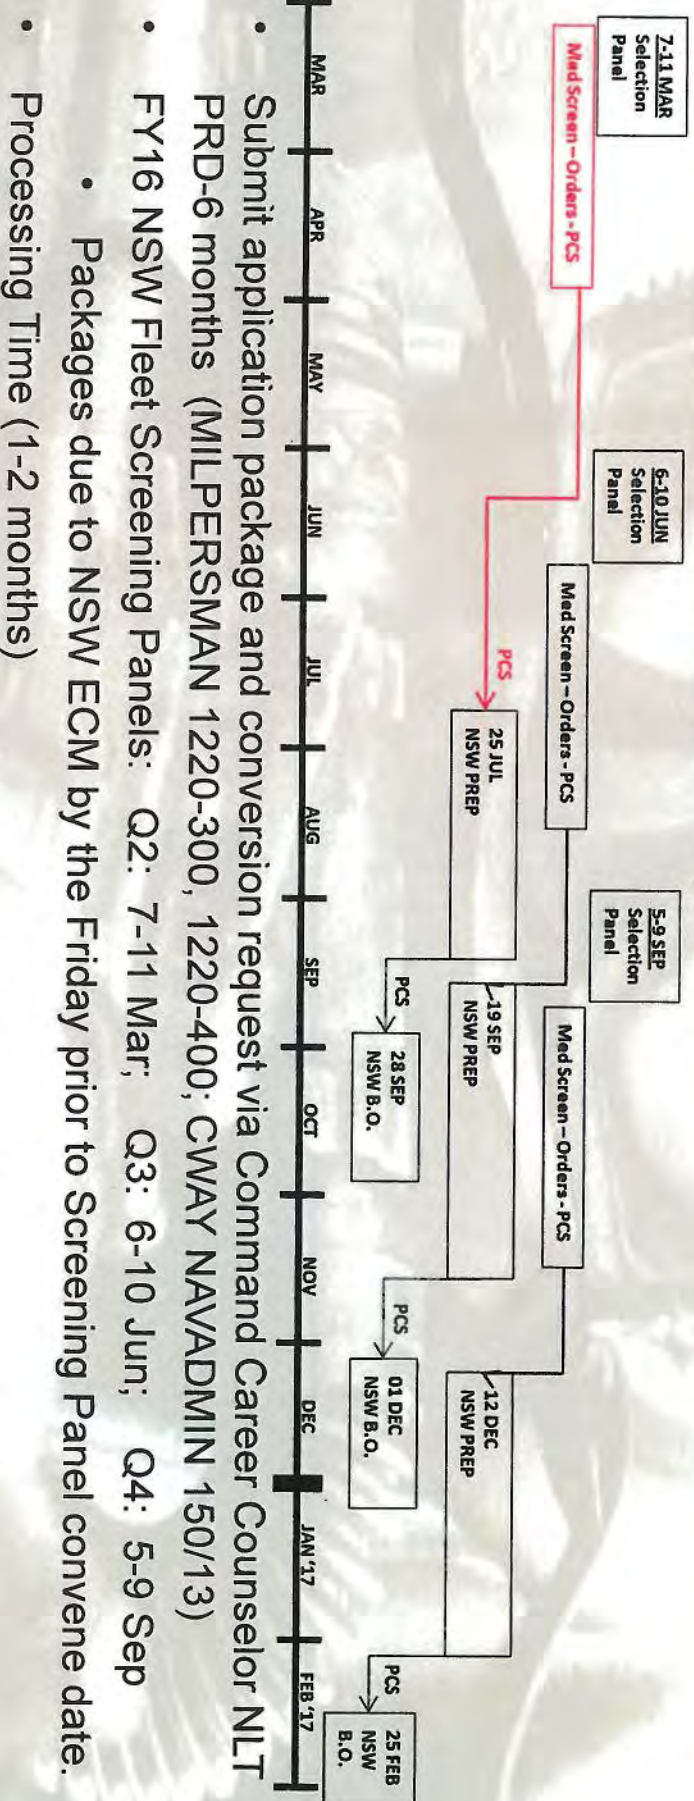 7-11 MAR
Selection
Panel
6-10 JUN
Selection
Panel
5-9 SEP
Selection
Panel
Med Screen – Orders - PCS
Med Screen – Orders - PCS
Med Screen – Orders - PCS
PCS
25 JUL
NSW PREP
19 SEP
NSW PREP
12 DEC
NSW PREP
PCS
28 SEP
NSW B.O.
PCS
01 DEC
NSW B.O.
PCS
25 FEB
NSW
B.O.
MAR APR MAY JUN JUL AUG SEP OCT NOV DEC JAN '17 FEB '17
• Submit application package and conversion request via Command Career Counselor NLT
PRD-6 months (MILPERSMAN 1220-300, 1220-400; CWAY NAVADMIN 150/13)
• FY16 NSW Fleet Screening Panels: Q2: 7-11 Mar; Q3: 6-10 Jun; Q4: 5-9 Sep
• Packages due to NSW ECM by the Friday prior to Screening Panel convene date.
• Processing Time (1-2 months)